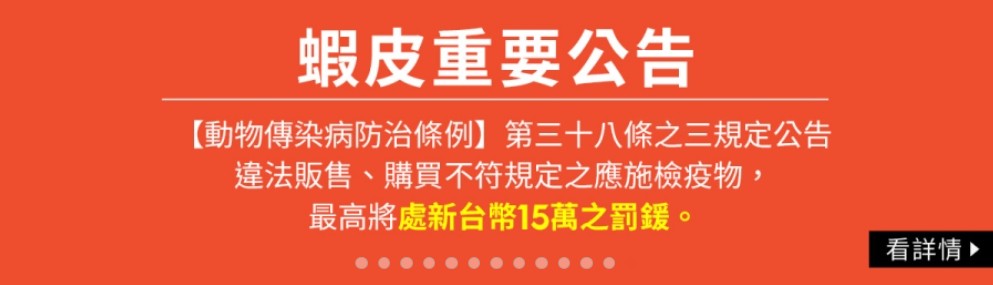 蝦皮重要公告
【動物傳染病防治條例】第三十八條之三規定公告
違法販售、購買不符規定之應施檢疫物，
最高將處新台幣15萬之罰鍰。
看詳情